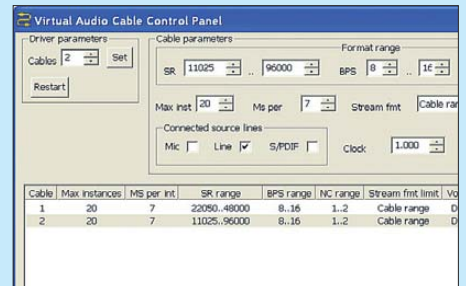 Virtual Audio Cable Control Panel
Driver parameters
Cables 2 Set
Restart
Cable parameters
Format range
SR 11025 .. 96000 BPS 8 .. 16
Max inst 20 Ms per 7 Stream fmt Cable ran
Connected source lines
Mic Line S/PDIF Clock 1.000
Cable Max instances MS per int SR range BPS range NC range Stream fmt limit Vo
1 20 7 22050..48000 8..16 1..2 Cable range D
2 20 7 11025..96000 8..16 1..2 Cable range D